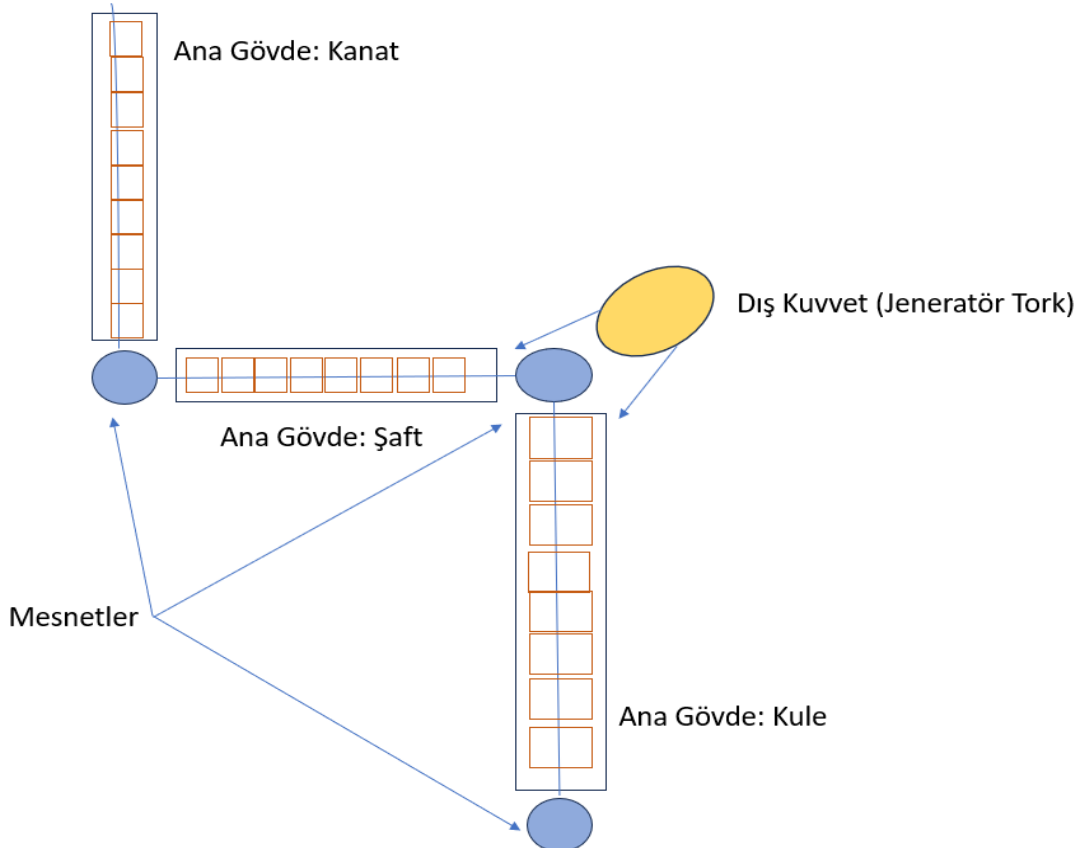 Ana Gövde: Kanat
Dış Kuvvet (Jeneratör Tork)
Ana Gövde: Şaft
Mesnetler
Ana Gövde: Kule